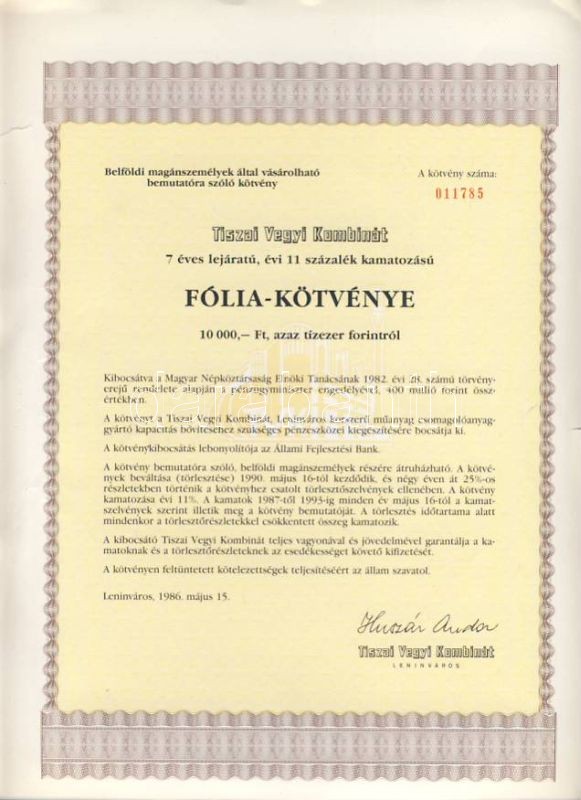 Belföldi magánszemélyek által vásárolható
bemutatóra szóló kötvény
A kötvény száma:
011785
Tiszai Vegyi Kombinát
7 éves lejáratú, évi 11 százalék kamatozású
FÓLIA-KÖTVÉNYE
10 000,— Ft, azaz tízezer forintról
Kibocsátva a Magyar Népköztársaság Elnöki Tanácsának 1982. évi 28. számú törvény-
erejű rendelete alapján a pénzügyminiszter engedélyével, 400 millió forint össz-
értékben.
A kötvényt a Tiszai Vegyi Kombinát, Leninváros korszerű műanyag csomagolóanyag-
gyártó kapacitás bővítéséhez szükséges pénzeszközei kiegészítésére bocsátja ki.
A kötvénykibocsátás lebonyolítója az Állami Fejlesztési Bank.
A kötvény bemutatóra szóló, belföldi magánszemélyek részére átruházható. A kötvé-
nyek beváltása (törlesztése) 1990. május 16-tól kezdődik, és négy éven át 25%-os
részletekben történik a kötvényhez csatolt törlesztőszelvények ellenében. A kötvény
kamatozása évi 11%. A kamatok 1987-től 1993-ig minden év május 16-tól a kamat-
szelvények szerint illetik meg a kötvény bemutatóját. A törlesztés időtartama alatt
mindenkor a törlesztőrészletekkel csökkentett összeg kamatozik.
A kibocsátó Tiszai Vegyi Kombinát teljes vagyonával és jövedelmével garantálja a ka-
matoknak és a törlesztőrészleteknek az esedékességet követő kifizetését.
A kötvényen feltüntetett kötelezettségek teljesítéséért az állam szavatol.
Leninváros, 1986. május 15.
Huszár Andor
Tiszai Vegyi Kombinát
LENINVÁROS